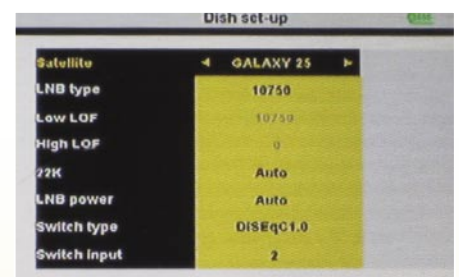 Dish set-up
Satellite ◄ GALAXY 25 ►
LNB type 10750
Low LOF 10750
High LOF 0
22K Auto
LNB power Auto
Switch type DISEqC1.0
Switch input 2